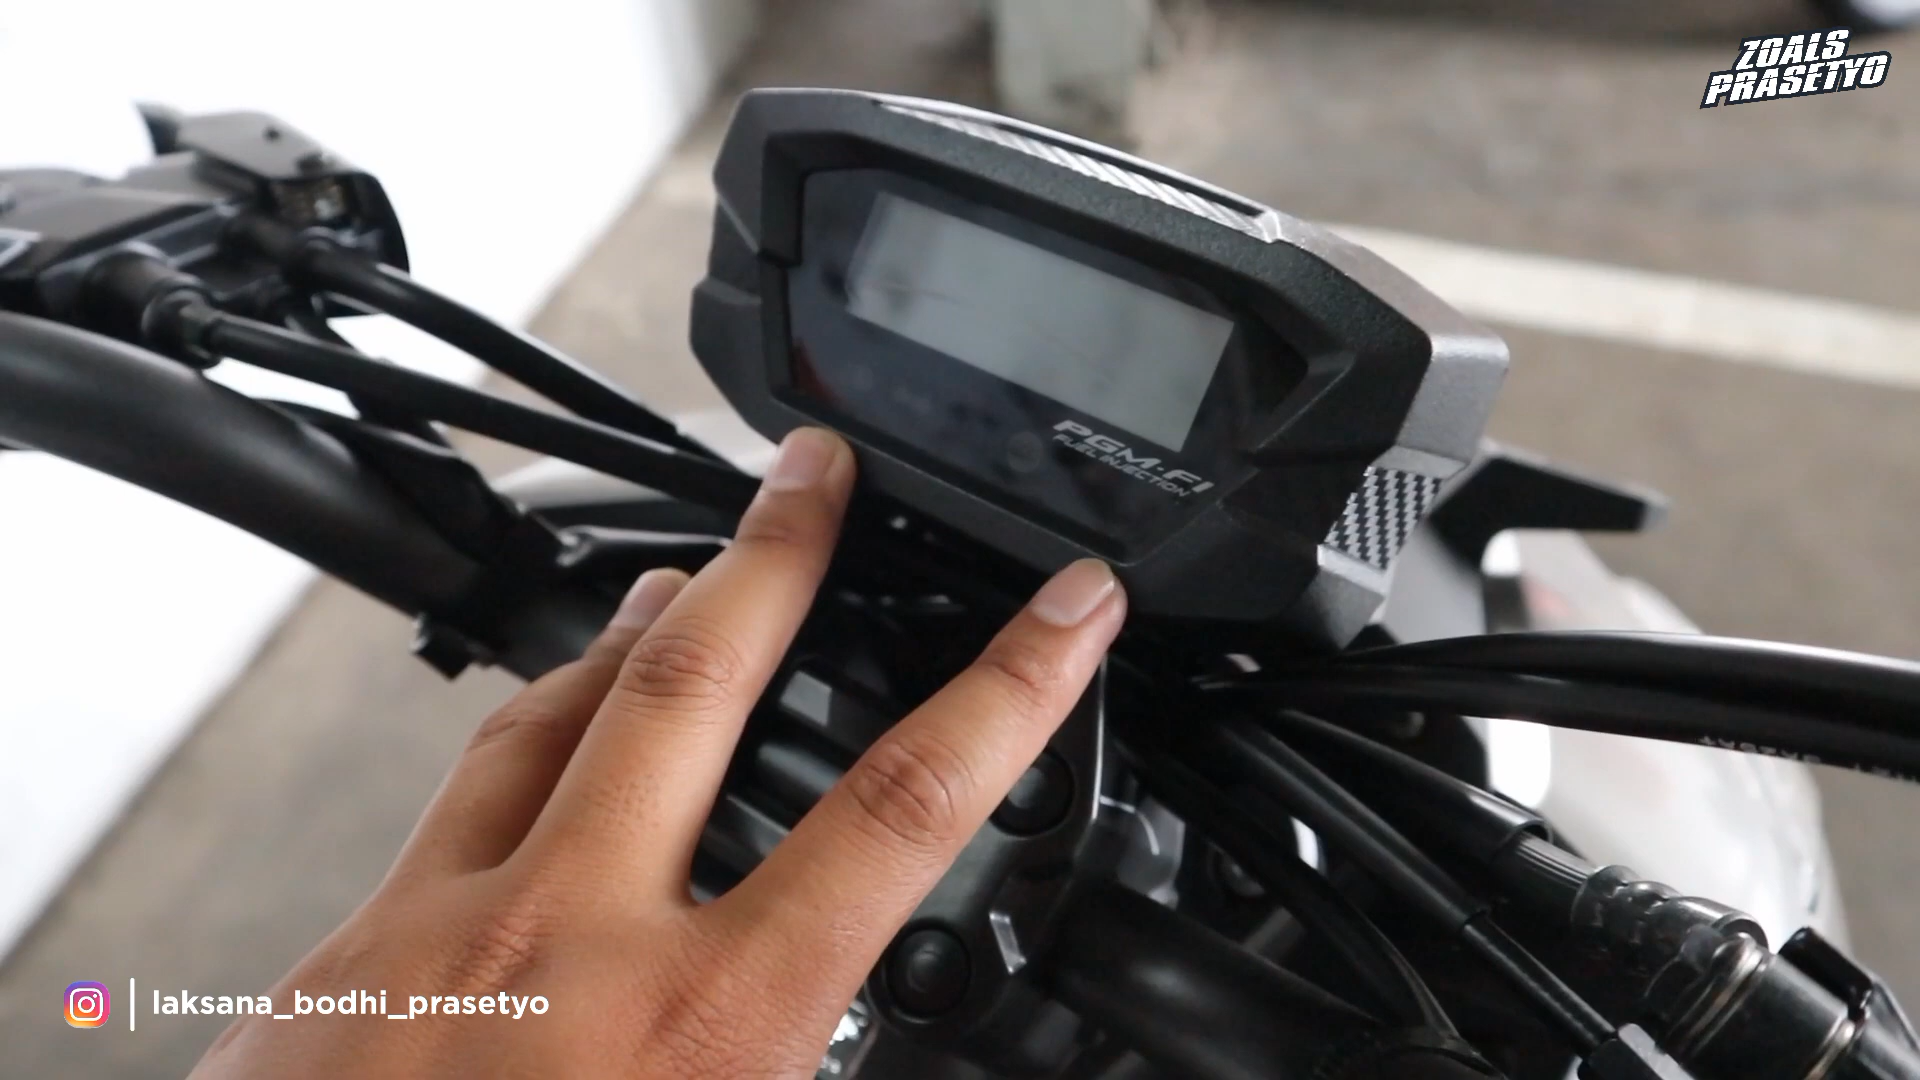 ZOALS
PRASETYO
PGM-FI
FUEL INJECTION
laksana_bodhi_prasetyo